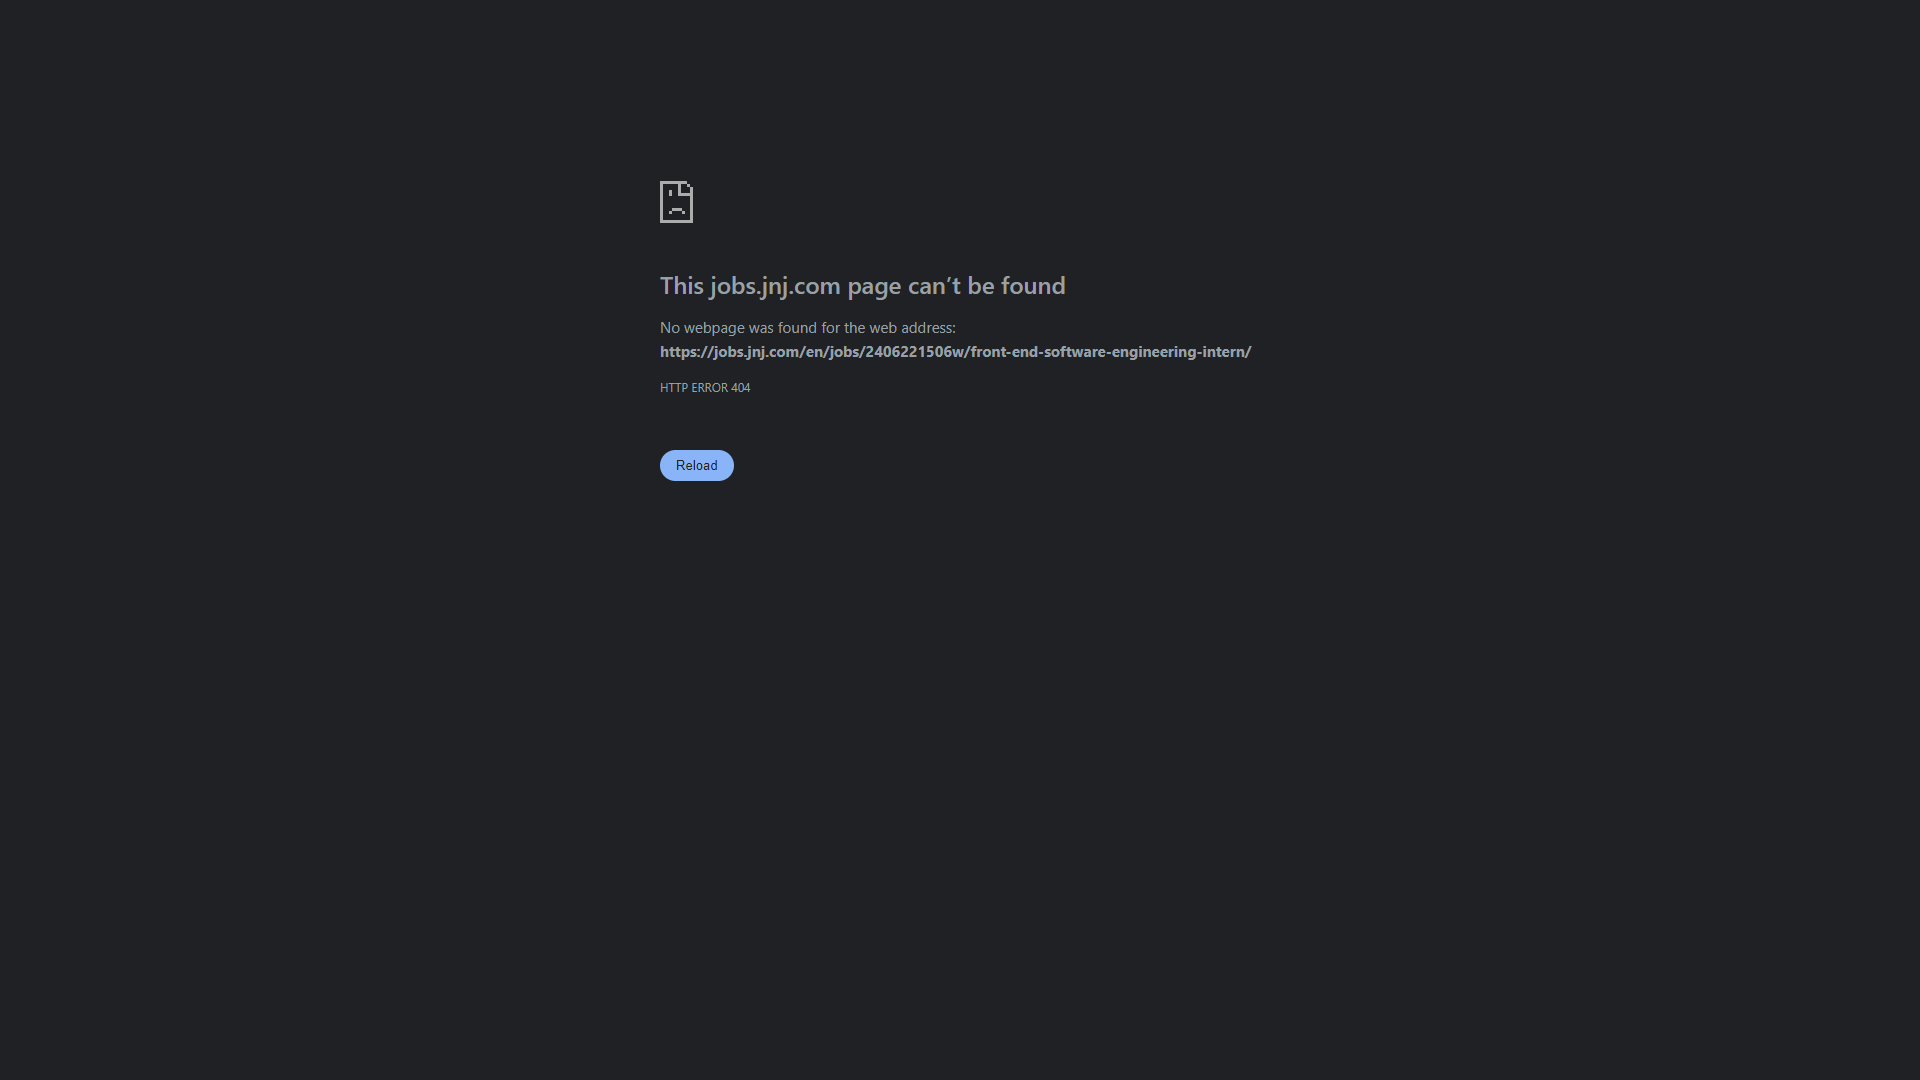 This jobs.jnj.com page can’t be found
No webpage was found for the web address:
https://jobs.jnj.com/en/jobs/2406221506w/front-end-software-engineering-intern/
HTTP ERROR 404
Reload